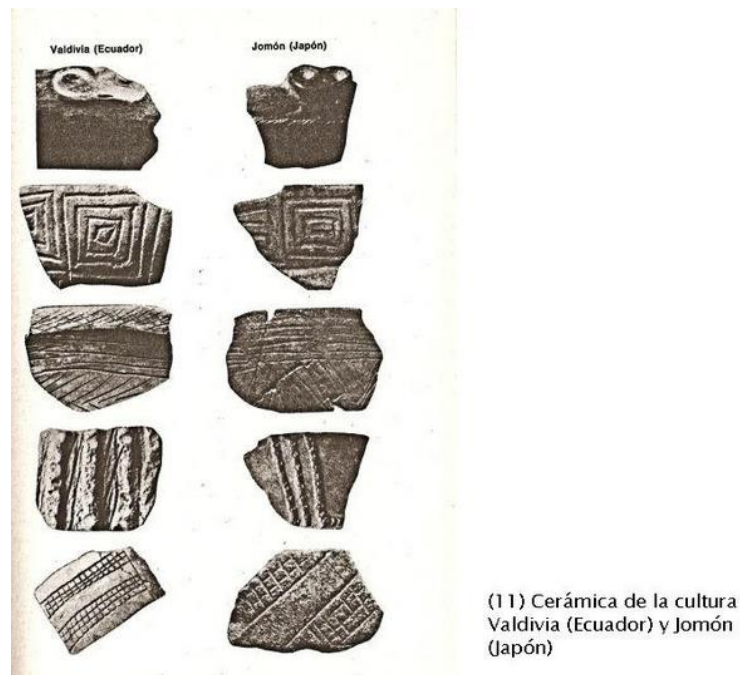 Valdivia (Ecuador)
Jomón (Japón)
(11) Cerámica de la cultura
Valdivia (Ecuador) y Jomón
(Japón)